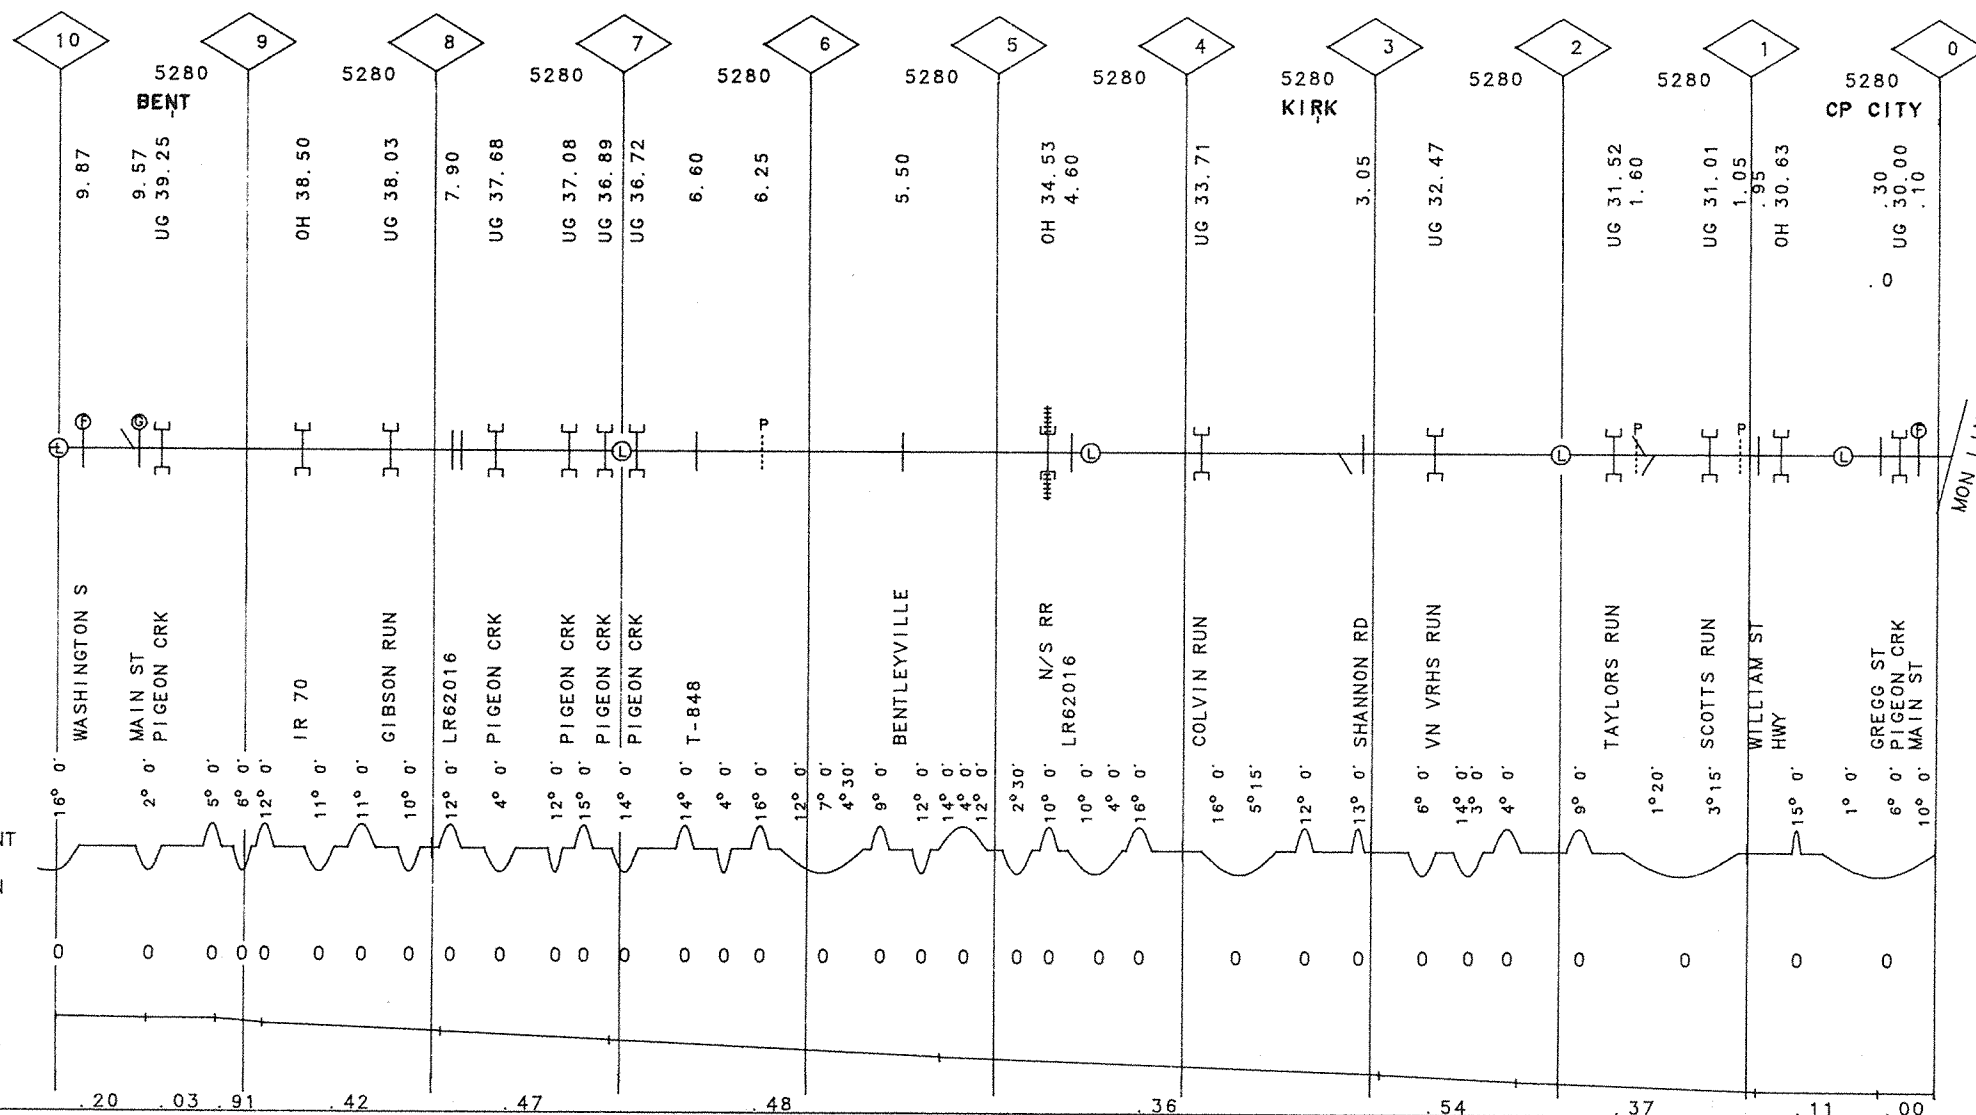 10 9 8 7 6 5 4 3 2 1 0
5280 5280 5280 5280 5280 5280 5280 5280 5280 5280
BENT KIRK CP CITY
9.87
9.57
UG 39.25
OH 38.50
UG 38.03
7.90
UG 37.68
UG 37.08
UG 36.89
UG 36.72
6.60
6.25
5.50
OH 34.53
4.60
UG 33.71
3.05
UG 32.47
UG 31.52
1.60
UG 31.01
1.05
.95
OH 30.63
.30
UG 30.00
.10
.0
L F G L P L L P P L F
WASHINGTON S
MAIN ST
PIGEON CRK
IR 70
GIBSON RUN
LR62016
PIGEON CRK
PIGEON CRK
PIGEON CRK
PIGEON CRK
T-848
BENTLEYVILLE
N/S RR
LR62016
COLVIN RUN
SHANNON RD
VN VRHS RUN
TAYLORS RUN
SCOTTS RUN
WILLIAM ST
HWY
GREGG ST
PIGEON CRK
MAIN ST
16° 0' 2° 0' 5° 0' 6° 0' 12° 0' 11° 0' 11° 0' 10° 0' 12° 0' 4° 0' 12° 0' 15° 0' 14° 0' 14° 0' 4° 0' 16° 0' 12° 0' 7° 0' 4°30' 9° 0' 12° 0' 14° 0' 4° 0' 12° 0' 2°30' 10° 0' 10° 0' 4° 0' 16° 0' 16° 0' 5°15' 12° 0' 13° 0' 6° 0' 14° 0' 3° 0' 4° 0' 9° 0' 1°20' 3°15' 15° 0' 1° 0' 6° 0' 10° 0'
0 0 0 0 0 0 0 0 0 0 0 0 0 0 0 0 0 0 0 0 0 0 0 0 0 0 0 0 0 0 0 0 0 0
.20 .03 .91 .42 .47 .48 .36 .54 .37 .11 .00